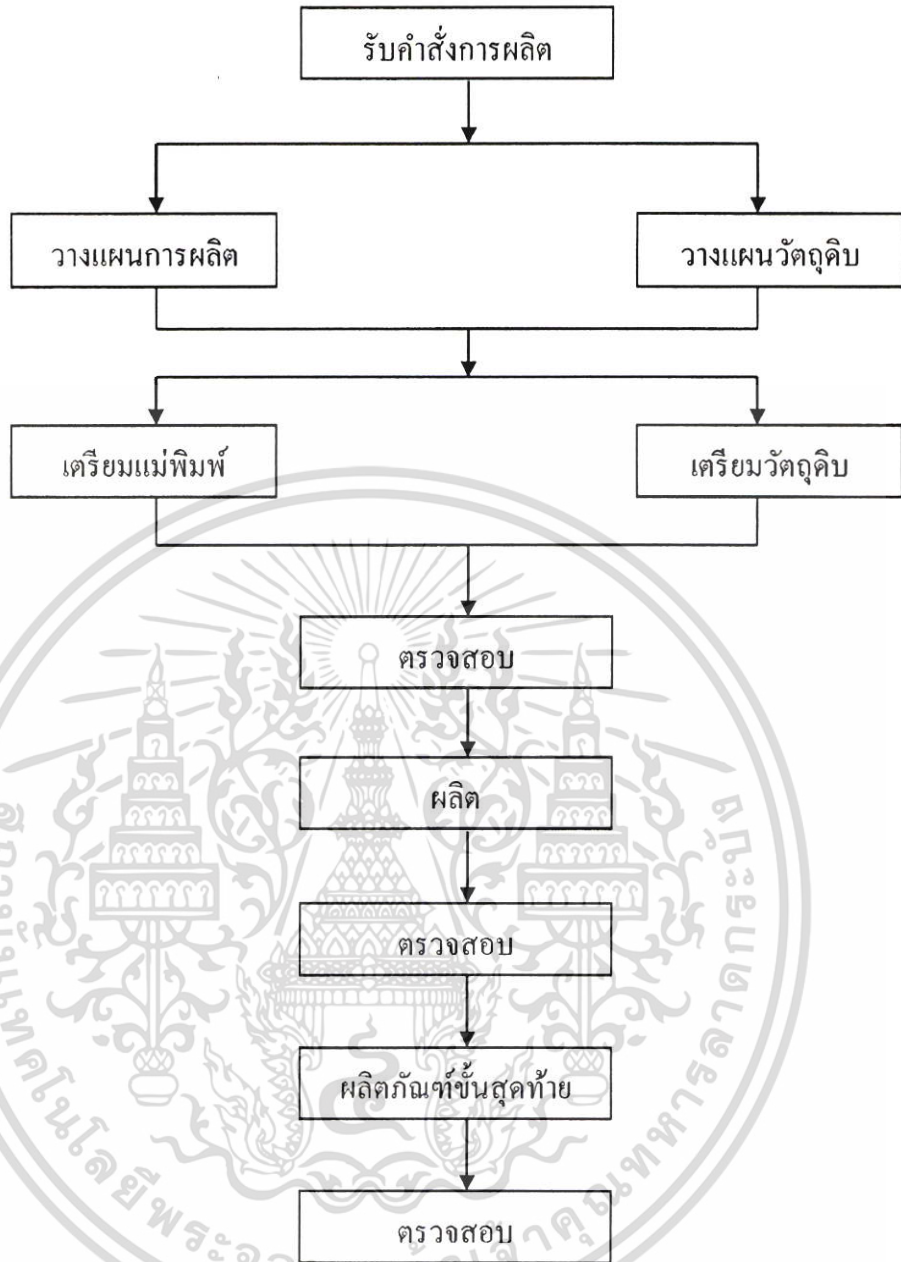 รับคำสั่งการผลิต
วางแผนการผลิต
วางแผนวัตถุดิบ
เตรียมแม่พิมพ์
เตรียมวัตถุดิบ
ตรวจสอบ
ผลิต
ตรวจสอบ
ผลิตภัณฑ์ขั้นสุดท้าย
ตรวจสอบ